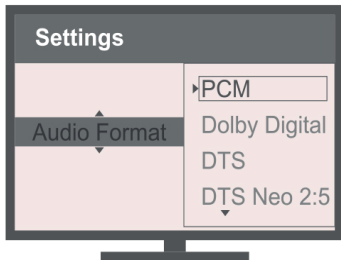 Settings
Audio Format
PCM
Dolby Digital
DTS
DTS Neo 2:5